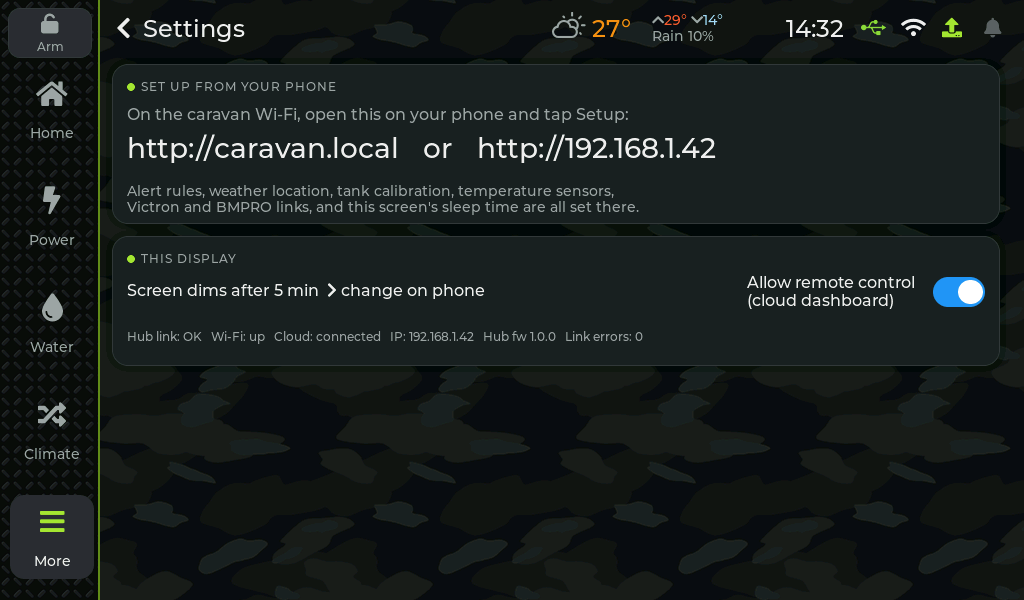 Arm
Settings
27° 29° 14°
Rain 10%
14:32
Home
Power
Water
Climate
More
SET UP FROM YOUR PHONE
On the caravan Wi-Fi, open this on your phone and tap Setup:
http://caravan.local or http://192.168.1.42
Alert rules, weather location, tank calibration, temperature sensors,
Victron and BMPRO links, and this screen's sleep time are all set there.
THIS DISPLAY
Screen dims after 5 min > change on phone
Allow remote control
(cloud dashboard)
Hub link: OK Wi-Fi: up Cloud: connected IP: 192.168.1.42 Hub fw 1.0.0 Link errors: 0